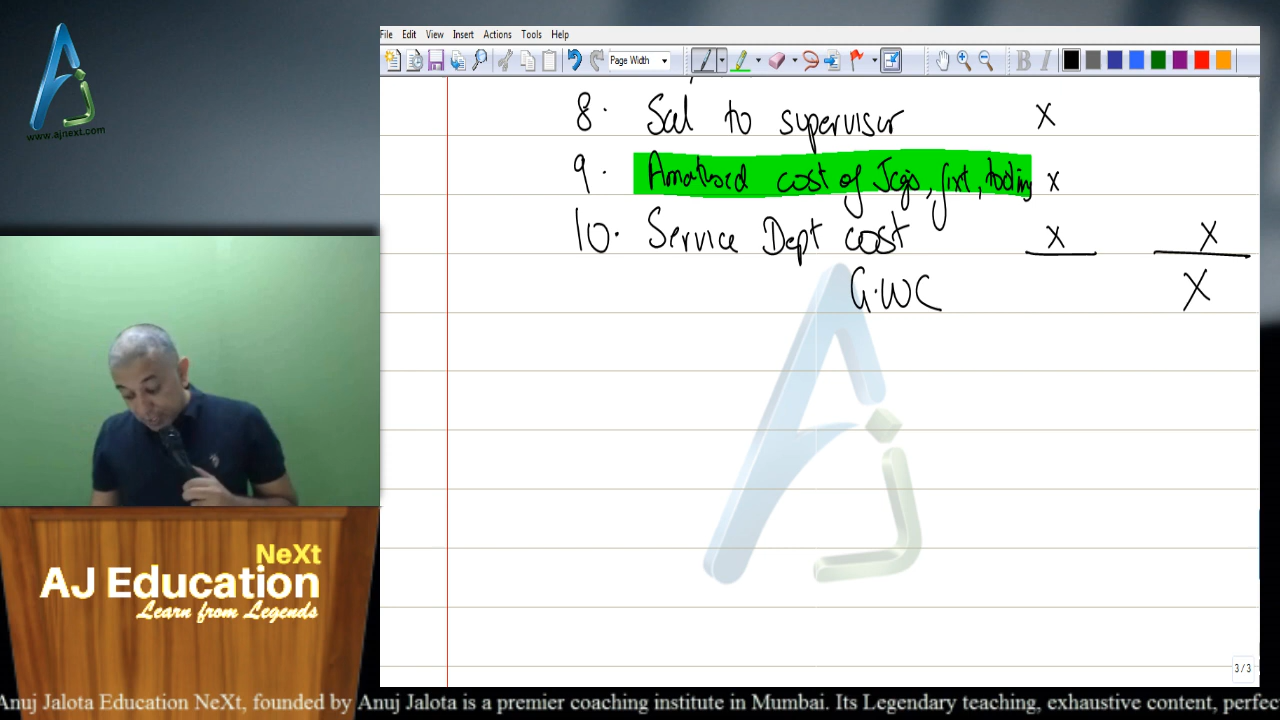 File Edit View Insert Actions Tools Help
Page Width
B I
www.ajnext.com
8. Sal to supervisor X
9. Amotised cost of Jigs, fixt, tooling x
10. Service Dept cost X X
G.WC X
3/3
NeXt
AJ Education
Learn from Legends
Anuj Jalota Education NeXt, founded by Anuj Jalota is a premier coaching institute in Mumbai. Its Legendary teaching, exhaustive content, perfec